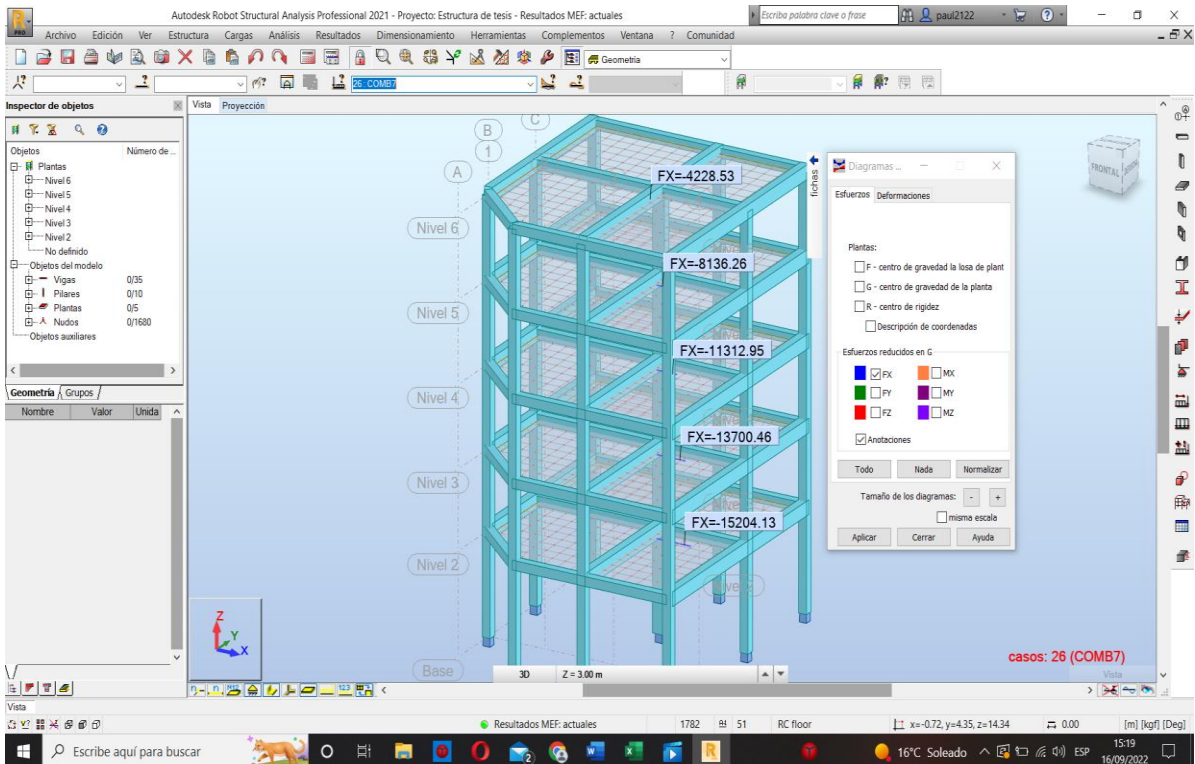 Autodesk Robot Structural Analysis Professional 2021 - Proyecto: Estructura de tesis - Resultados MEF: actuales
Escriba palabra clave o frase
paul2122
PRO
Archivo Edición Ver Estructura Cargas Análisis Resultados Dimensionamiento Herramientas Complementos Ventana ? Comunidad
Geometría
26: COMB7
Inspector de objetos
Vista Proyección
Objetos Número de ...
Plantas
Nivel 6
Nivel 5
Nivel 4
Nivel 3
Nivel 2
No definido
Objetos del modelo
Vigas 0/35
Pilares 0/10
Plantas 0/5
Nudos 0/1680
Objetos auxiliares
Geometría Grupos
Nombre Valor Unida
C
B
1
A
Nivel 6
Nivel 5
Nivel 4
Nivel 3
Nivel 2
Base
FX=-4228.53
FX=-8136.26
FX=-11312.95
FX=-13700.46
FX=-15204.13
Z
Y
X
fichas
Diagramas ...
Esfuerzos Deformaciones
Plantas:
F - centro de gravedad la losa de plant
G - centro de gravedad de la planta
R - centro de rigidez
Descripción de coordenadas
Esfuerzos reducidos en G
FX MX
FY MY
FZ MZ
Anotaciones
Todo Nada Normalizar
Tamaño de los diagramas: - +
misma escala
Aplicar Cerrar Ayuda
FRONTAL
casos: 26 (COMB7)
3D Z = 3.00 m
Vista
Vista
Resultados MEF: actuales 1782 51 RC floor x=-0.72, y=4.35, z=14.34 0.00 [m] [kgf] [Deg]
Escribe aquí para buscar
16°C Soleado ESP 15:19
16/09/2022